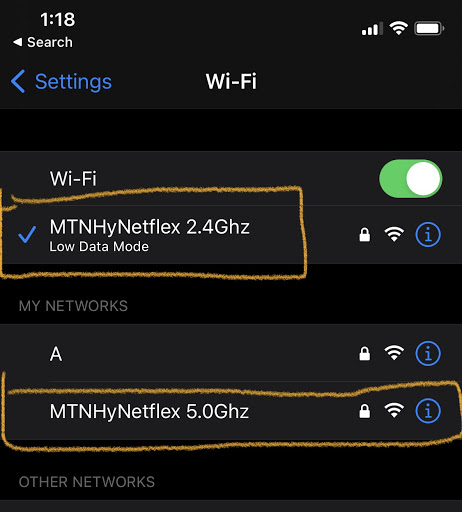 1:18
Search
Settings
Wi-Fi
Wi-Fi
MTNHyNetflex 2.4Ghz
Low Data Mode
MY NETWORKS
A
MTNHyNetflex 5.0Ghz
OTHER NETWORKS